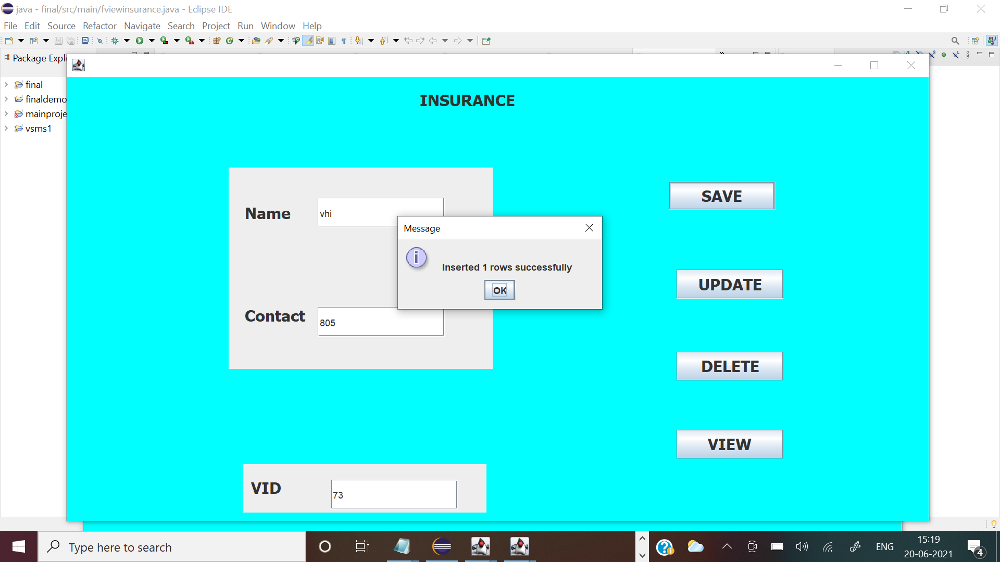 java - final/src/main/fviewinsurance.java - Eclipse IDE
File Edit Source Refactor Navigate Search Project Run Window Help
Package Explo
final
finaldemo
mainproje
vsms1
INSURANCE
Name
vhi
Contact
805
VID
73
SAVE
UPDATE
DELETE
VIEW
Message
Inserted 1 rows successfully
OK
Type here to search
ENG
15:19
20-06-2021
4